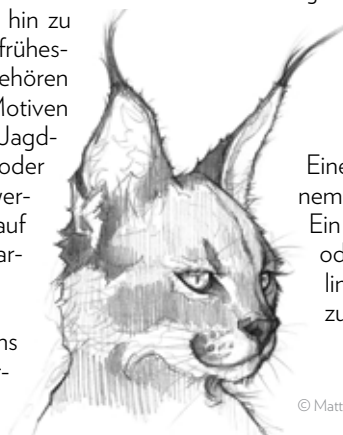 hin zu
frühes-
ehören
Motiven
Jagd-
oder
ver-
auf
ar-
ns
r-
Eine
nem
Ein
od
lin
zu
© Matt